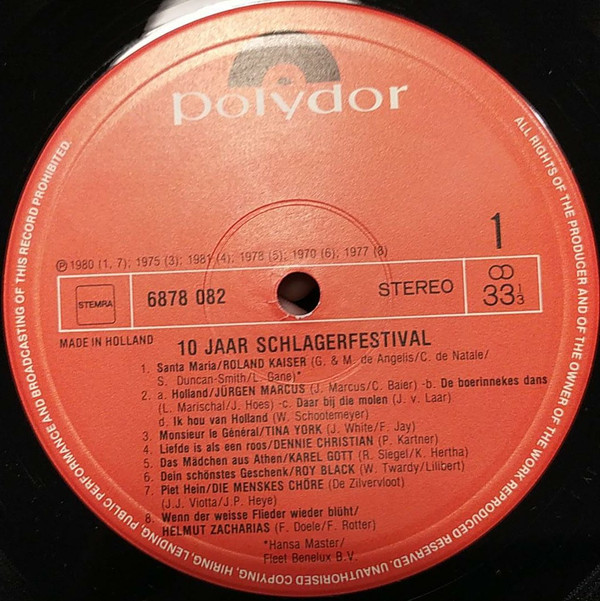 polydor
1
℗ 1980 (1, 7); 1975 (3); 1981 (4); 1978 (5); 1970 (6); 1977 (8)
STEMRA
6878 082
STEREO
33 1/3
MADE IN HOLLAND
10 JAAR SCHLAGERFESTIVAL
1. Santa Maria/ROLAND KAISER (G. & M. de Angelis/C. de Natale/
S. Duncan-Smith/L. Gane)*
2. a. Holland/JÜRGEN MARCUS (J. Marcus/C. Baier) -b. De boerinnekes dans
(L. Marischal/J. Hoes) -c. Daar bij die molen (J. v. Laar)
d. Ik hou van Holland (W. Schootemeyer)
3. Monsieur le Général/TINA YORK (J. White/F. Jay)
4. Liefde is als een roos/DENNIE CHRISTIAN (P. Kartner)
5. Das Mädchen aus Athen/KAREL GOTT (R. Siegel/K. Hertha)
6. Dein schönstes Geschenk/ROY BLACK (W. Twardy/Lilibert)
7. Piet Hein/DIE MENSKES CHÖRE (De Zilvervloot)
(J.J. Viotta/J.P. Heye)
8. Wenn der weisse Flieder wieder blüht/
HELMUT ZACHARIAS (F. Doele/F. Rotter)
*Hansa Master/
Fleet Benelux B.V.
ALL RIGHTS OF THE PRODUCER AND OF THE OWNER OF THE WORK REPRODUCED RESERVED. UNAUTHORISED COPYING, HIRING, LENDING, PUBLIC PERFORMANCE AND BROADCASTING OF THIS RECORD PROHIBITED.